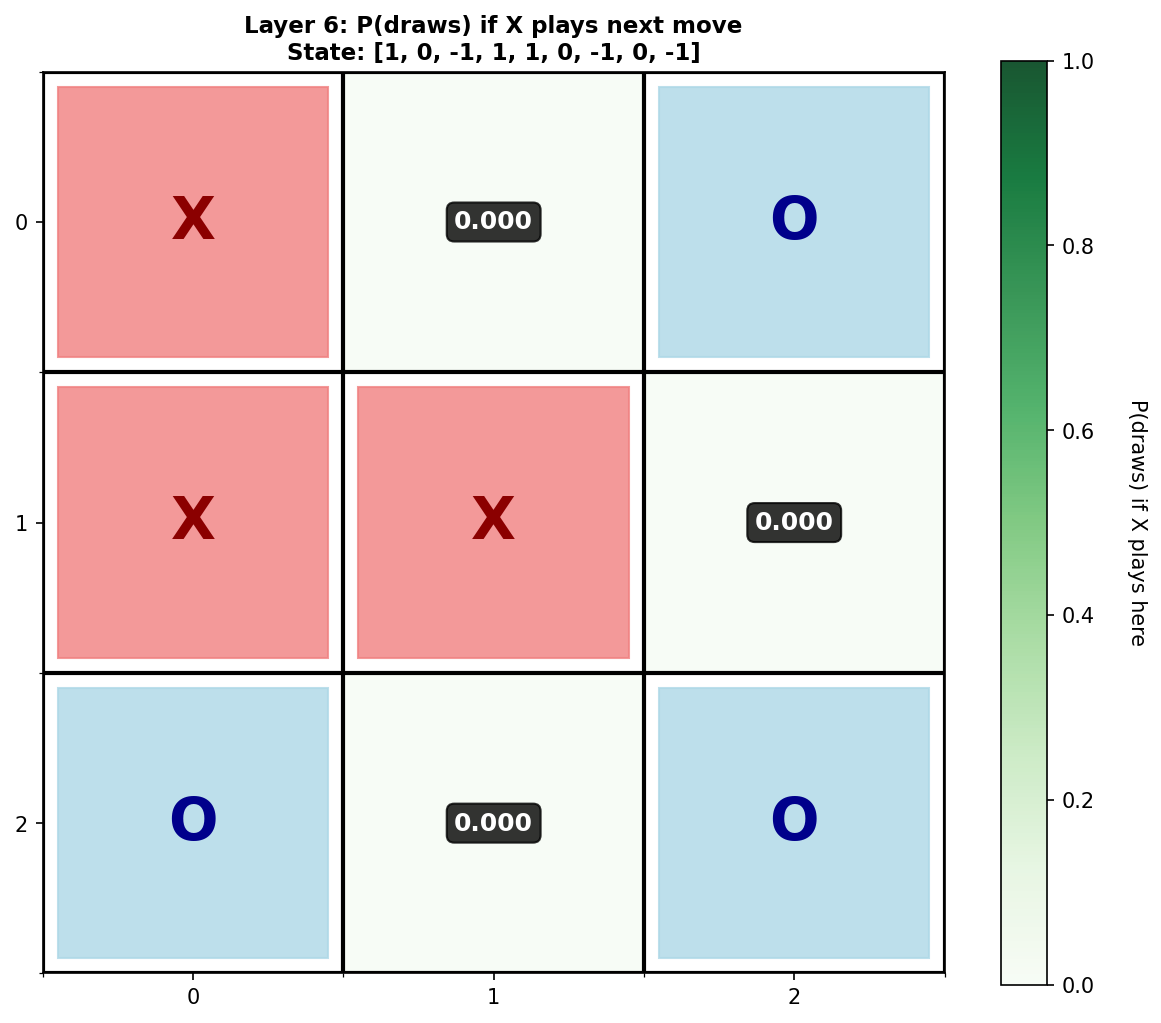 Layer 6: P(draws) if X plays next move
State: [1, 0, -1, 1, 1, 0, -1, 0, -1]
X
0.000
O
X
X
0.000
O
0.000
O
0
1
2
0
1
2
1.0
0.8
0.6
0.4
0.2
0.0
P(draws) if X plays here